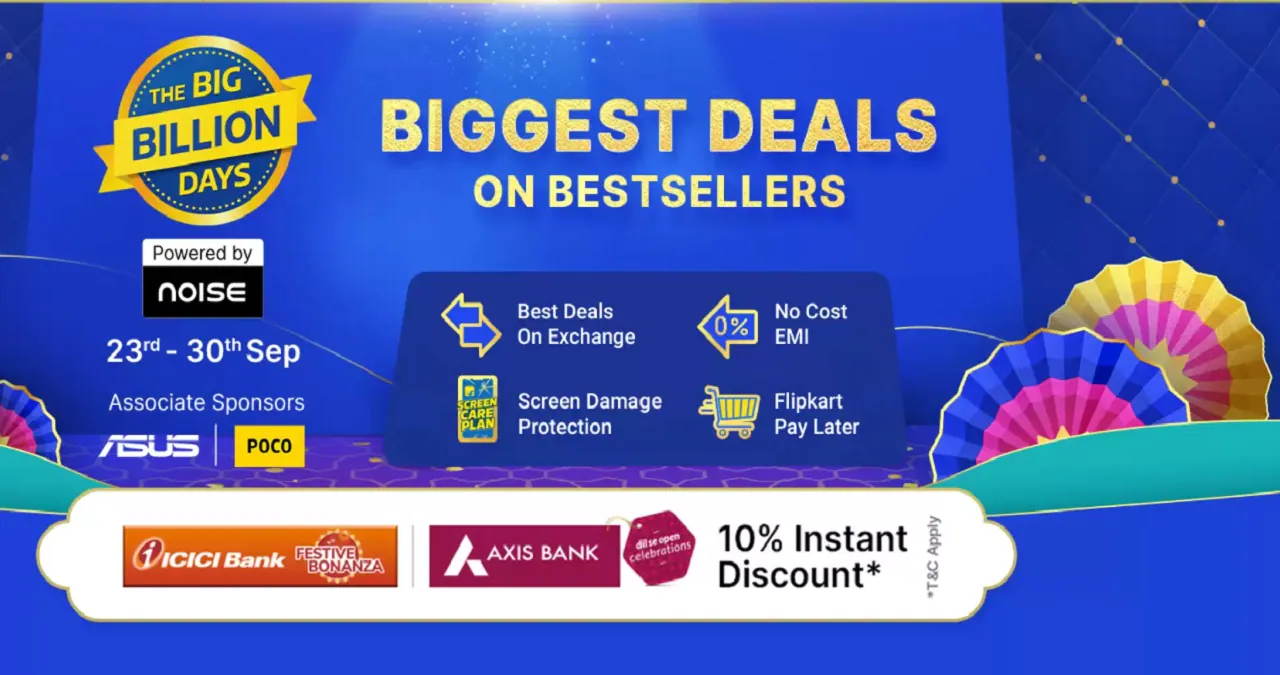 THE BIG
BILLION
DAYS
Powered by
noise
23rd - 30th Sep
Associate Sponsors
ASUS
POCO
BIGGEST DEALS
ON BESTSELLERS
Best Deals
On Exchange
0%
No Cost
EMI
SCREEN
CARE
PLAN
Screen Damage
Protection
Flipkart
Pay Later
ICICI Bank
FESTIVE
BONANZA
AXIS BANK
dil se open
celebrations
10% Instant
Discount*
*T&C Apply